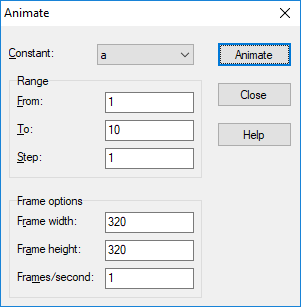 Animate
Constant: a Animate
Range
From: 1 Close
To: 10 Help
Step: 1
Frame options
Frame width: 320
Frame height: 320
Frames/second: 1